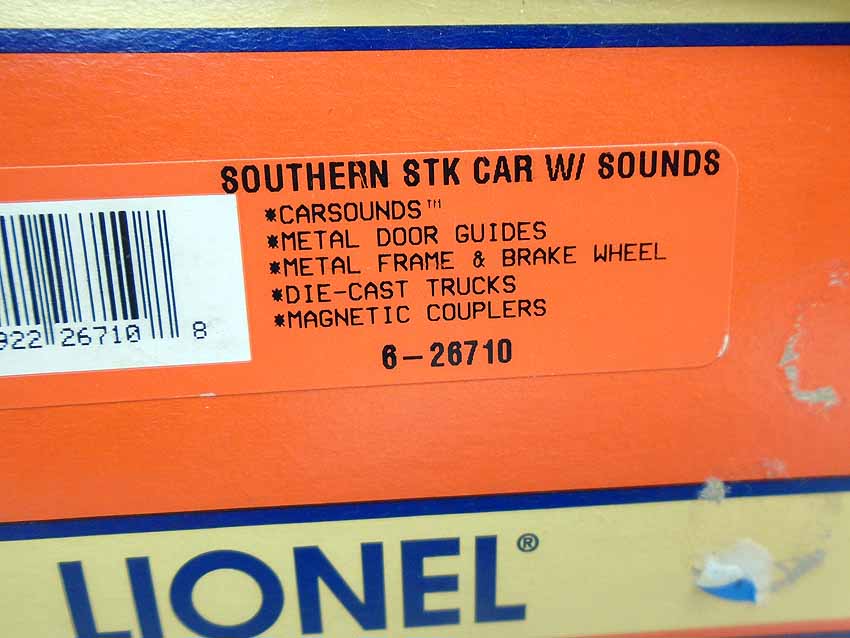 SOUTHERN STK CAR W/ SOUNDS
*CARSOUNDS™
*METAL DOOR GUIDES
*METAL FRAME & BRAKE WHEEL
*DIE-CAST TRUCKS
*MAGNETIC COUPLERS
6-26710
922 26710 8
LIONEL®